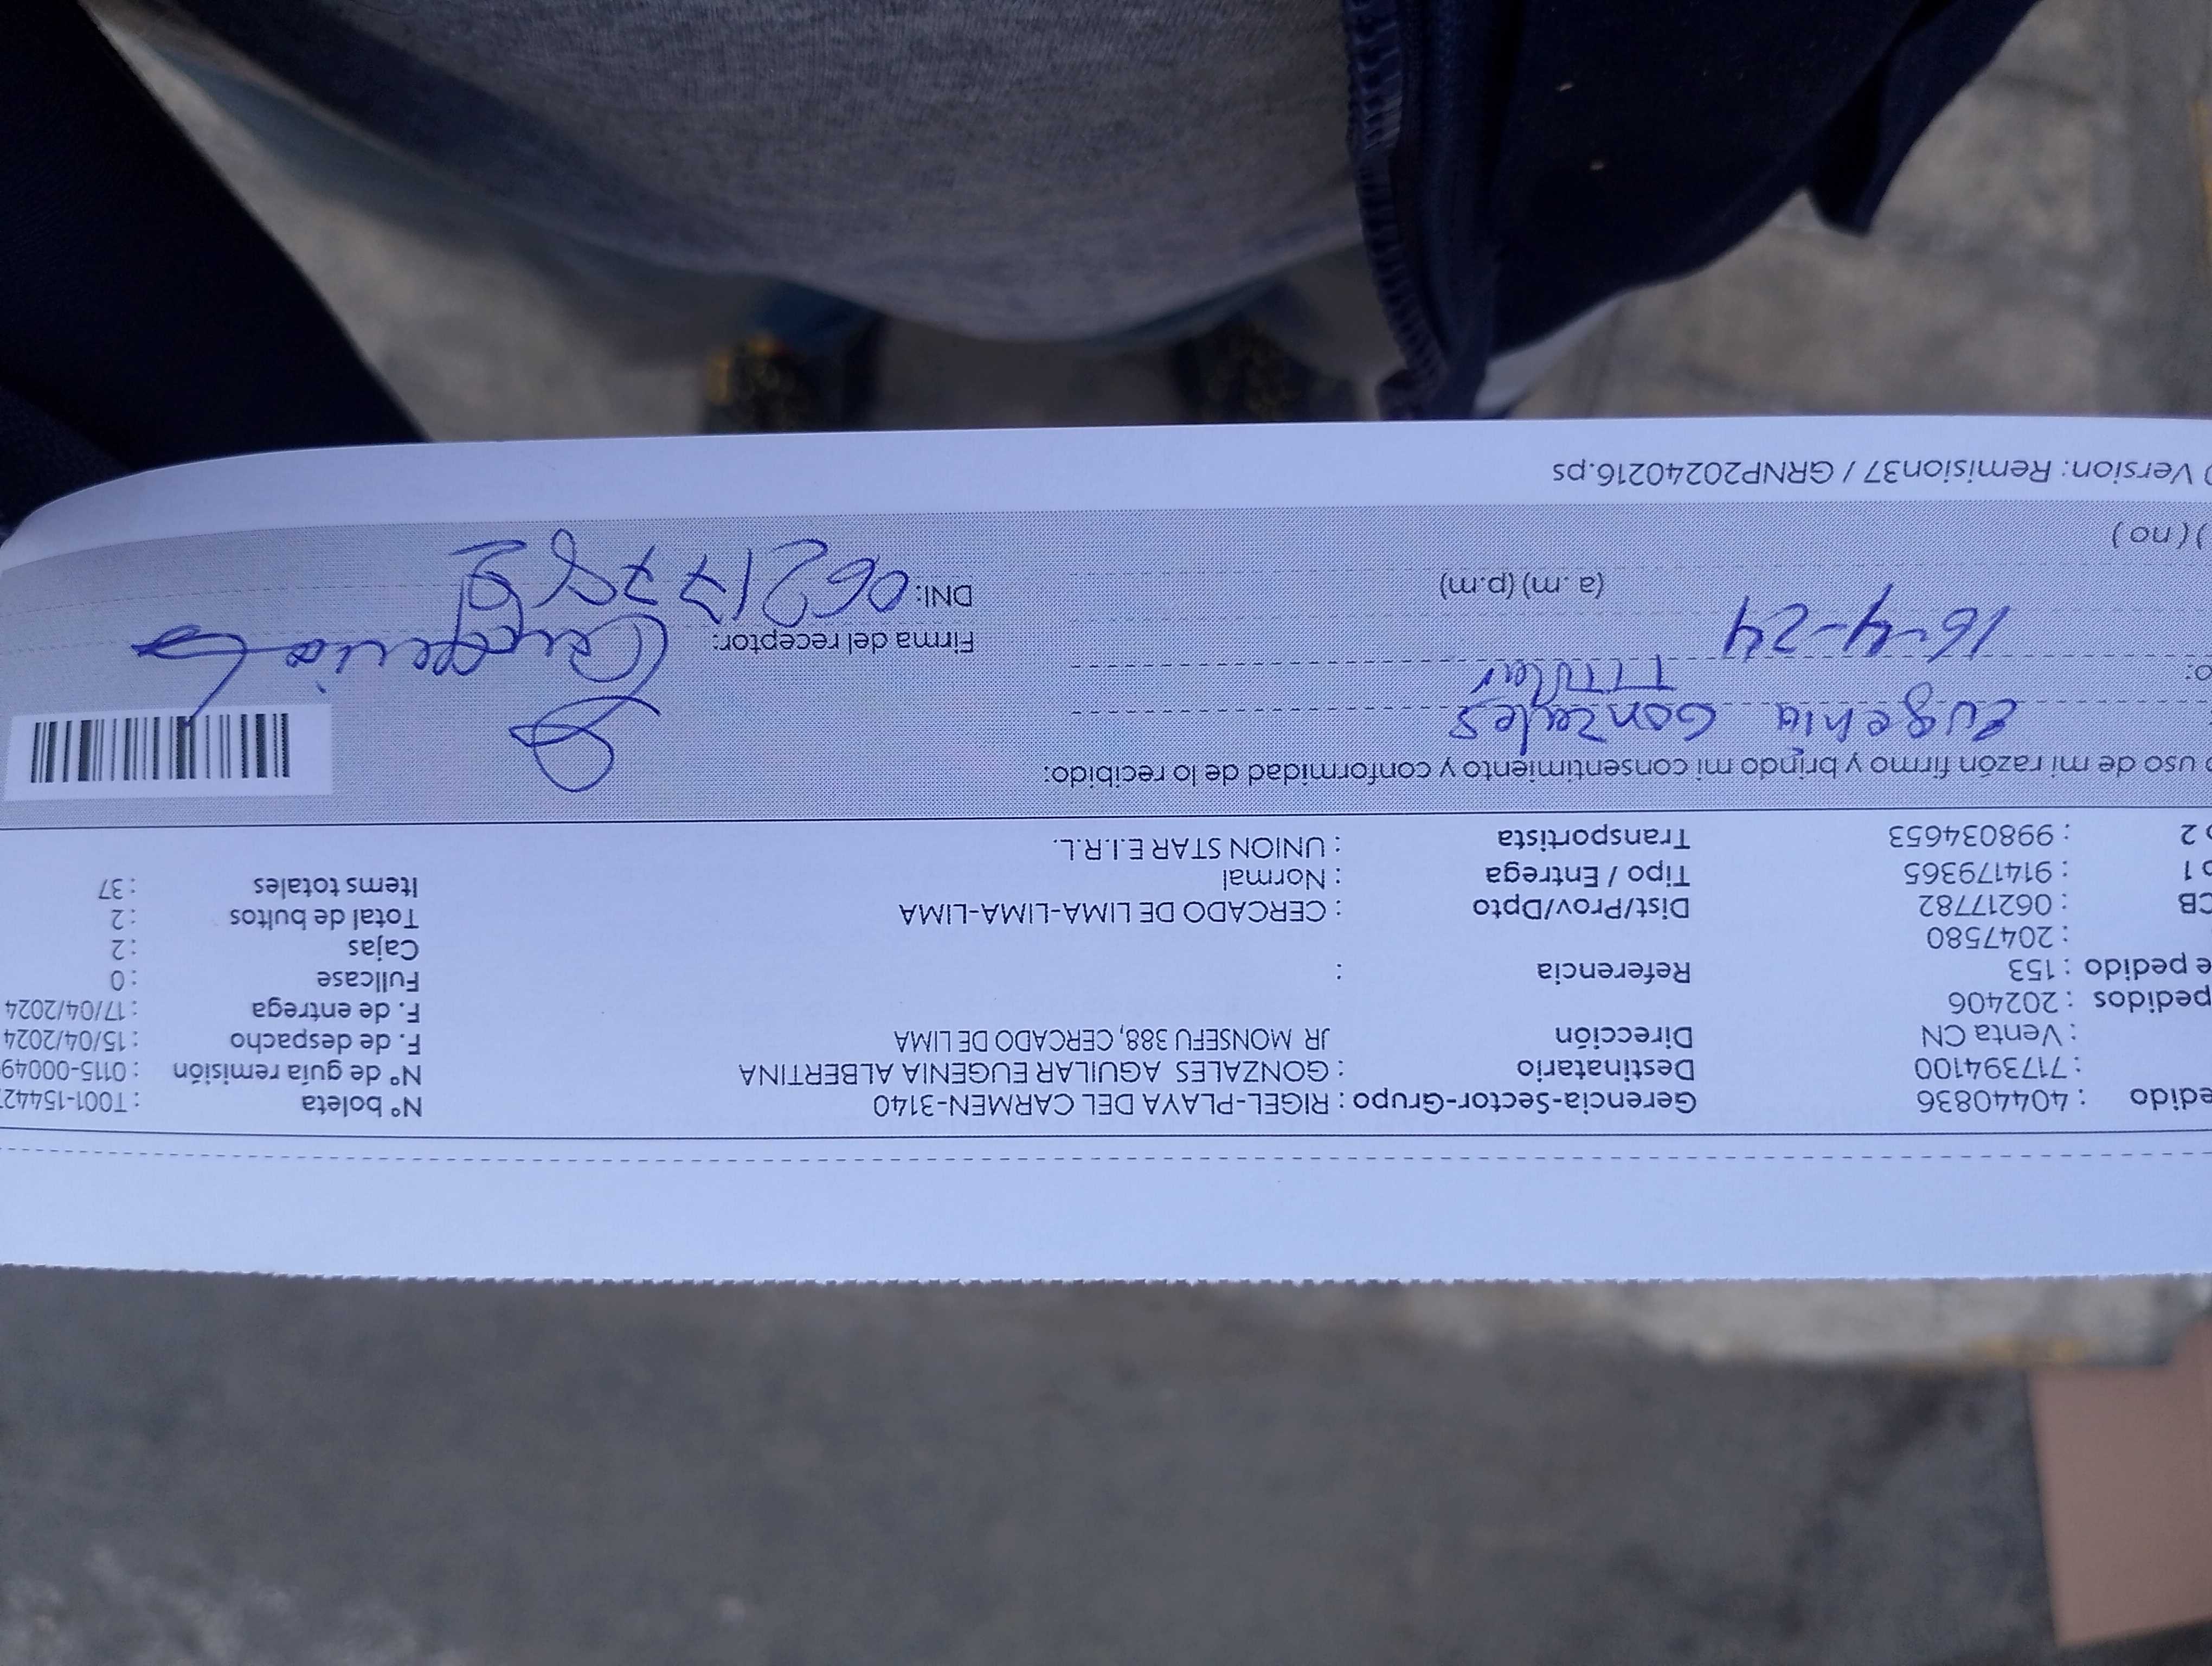 edido : 40440836 Gerencia-Sector-Grupo : RIGEL-PLAYA DEL CARMEN-3140 N° boleta : T001-15442
: 717394100 Destinatario : GONZALES AGUILAR EUGENIA ALBERTINA N° de guía remisión : 0115-000049
: Venta CN Dirección JR MONSEFU 388, CERCADO DE LIMA F. de despacho : 15/04/2024
pedidos : 202406 F. de entrega : 17/04/2024
e pedido : 153 Referencia : Fullcase : 0
: 2047580 Cajas : 2
CB : 06217782 Dist/Prov/Dpto : CERCADO DE LIMA-LIMA-LIMA Total de bultos : 2
o 1 : 914179365 Tipo / Entrega : Normal Items totales : 37
o 2 : 998034653 Transportista : UNION STAR E.I.R.L.
o uso de mi razón firmo y brindo mi consentimiento y conformidad de lo recibido:
Eugenia Gonzales
o: Titular
Firma del receptor:
16-4-24 (a .m) (p.m) DNI: 06217782
) (no )
Version: Remision37 / GRNP20240216.ps